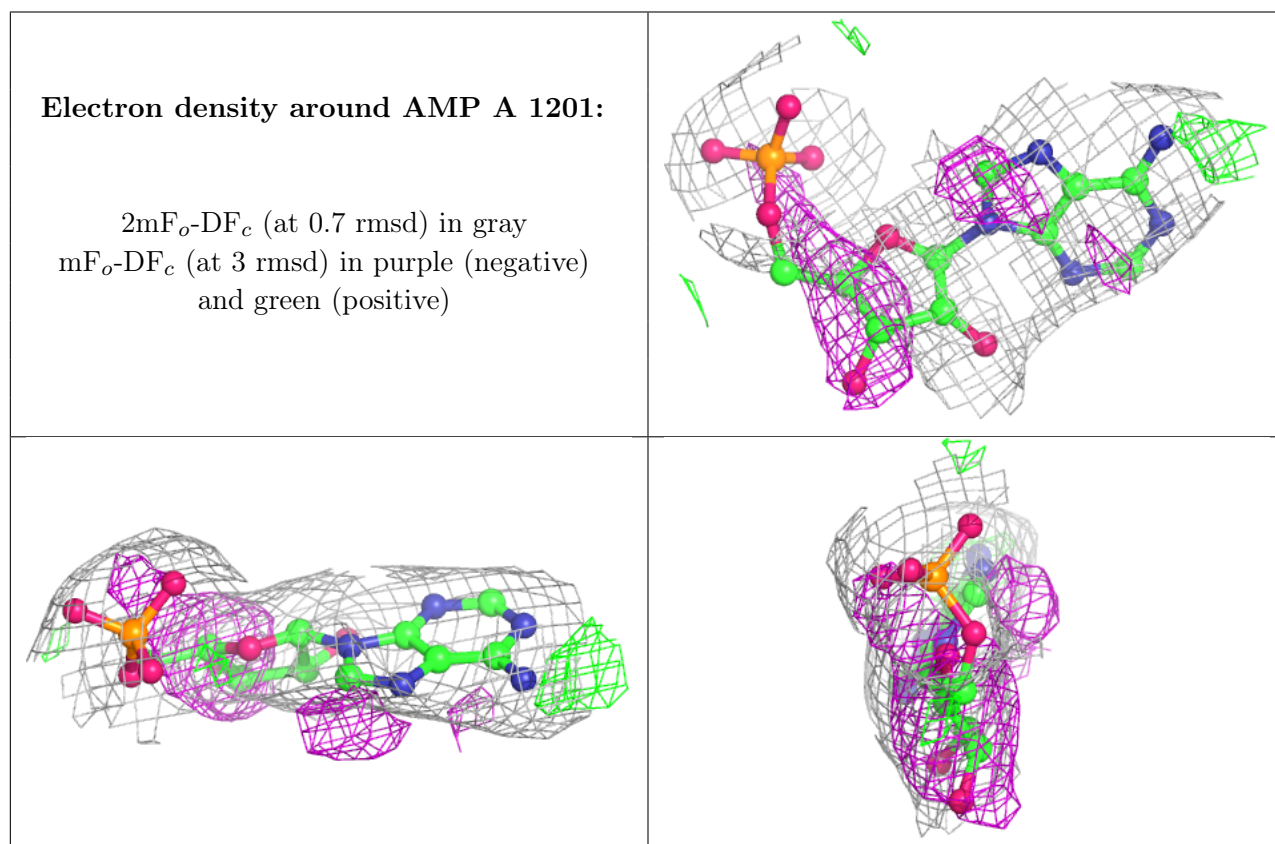 Electron density around AMP A 1201:
2mFo-DFc (at 0.7 rmsd) in gray
mFo-DFc (at 3 rmsd) in purple (negative)
and green (positive)